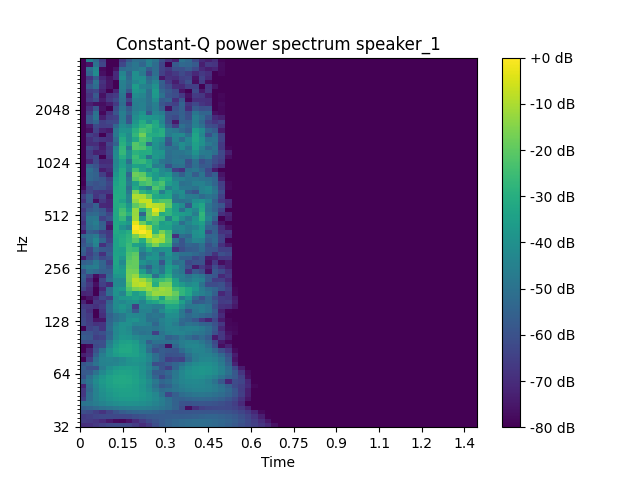 Constant-Q power spectrum speaker_1
Hz
2048
1024
512
256
128
64
32
0 0.15 0.3 0.45 0.6 0.75 0.9 1.1 1.2 1.4
Time
+0 dB
-10 dB
-20 dB
-30 dB
-40 dB
-50 dB
-60 dB
-70 dB
-80 dB